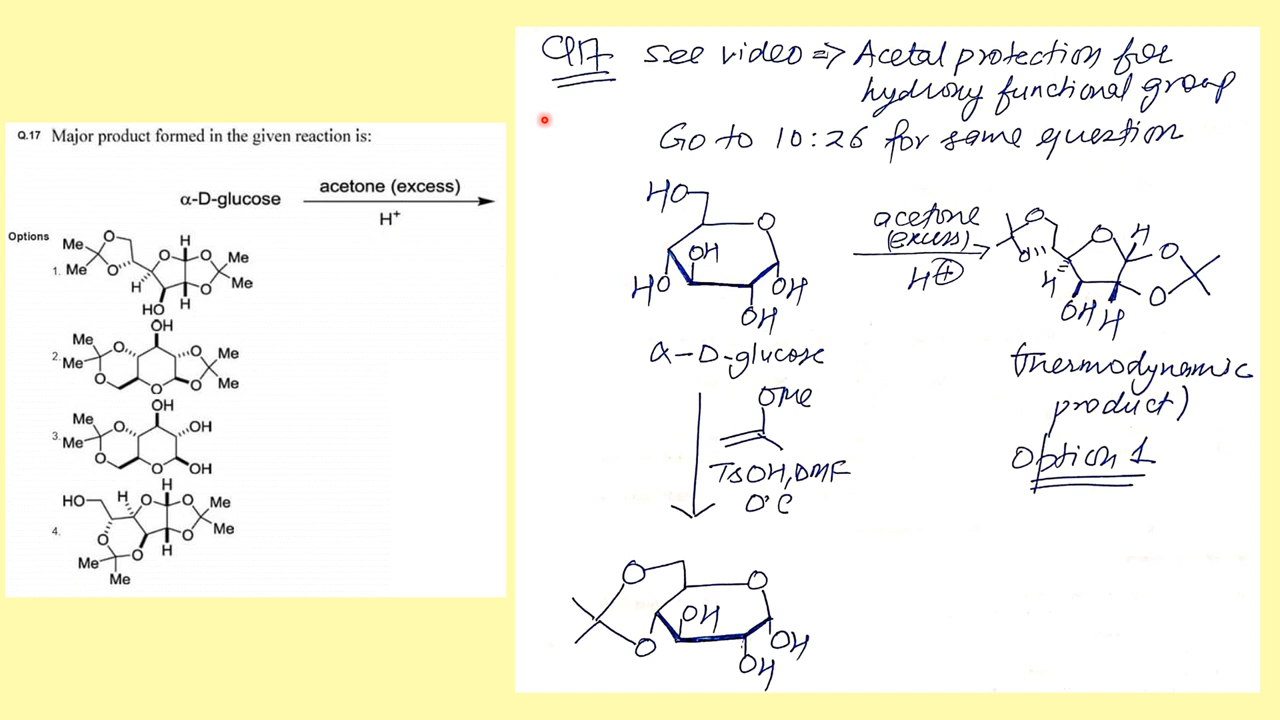 Q.17 Major product formed in the given reaction is:
α-D-glucose
acetone (excess)
H+
Options
1.
Me
Me
O
O
H
HO
O
H
H
O
O
Me
Me
2.
OH
Me
Me
O
O
O
O
O
Me
Me
3.
OH
Me
Me
O
O
O
OH
OH
4.
HO
H
H
O
O
O
Me
Me
H
O
O
Me
Me
Q17 see video => Acetal protection for
hydroxy functional group
Go to 10:26 for same question
HO
O
OH
HO
OH
OH
α-D-glucose
acetone
(excess)
H⊕
O
O
H
O
H
O
O
OH
H
thermodynamic
product)
Option 1
OMe
TsOH, DMF
0°C
O
O
O
OH
OH
OH